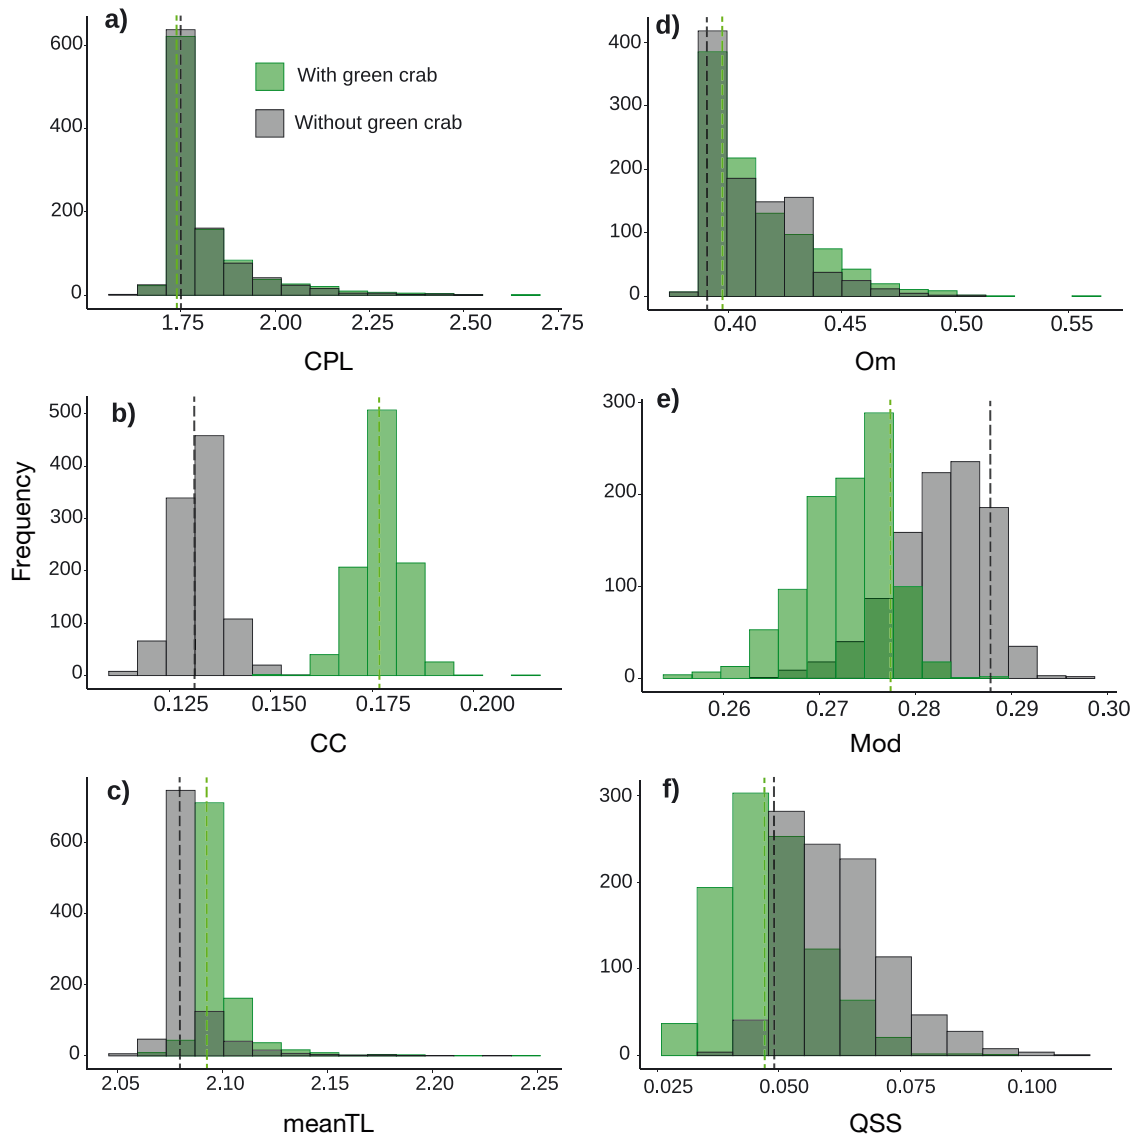 a)
600
400
200
0
With green crab
Without green crab
1.75 2.00 2.25 2.50 2.75
CPL
d)
400
300
200
100
0
0.40 0.45 0.50 0.55
Om
b)
500
400
300
200
100
0
Frequency
0.125 0.150 0.175 0.200
CC
e)
300
200
100
0
0.26 0.27 0.28 0.29 0.30
Mod
c)
600
400
200
0
2.05 2.10 2.15 2.20 2.25
meanTL
f)
300
200
100
0
0.025 0.050 0.075 0.100
QSS